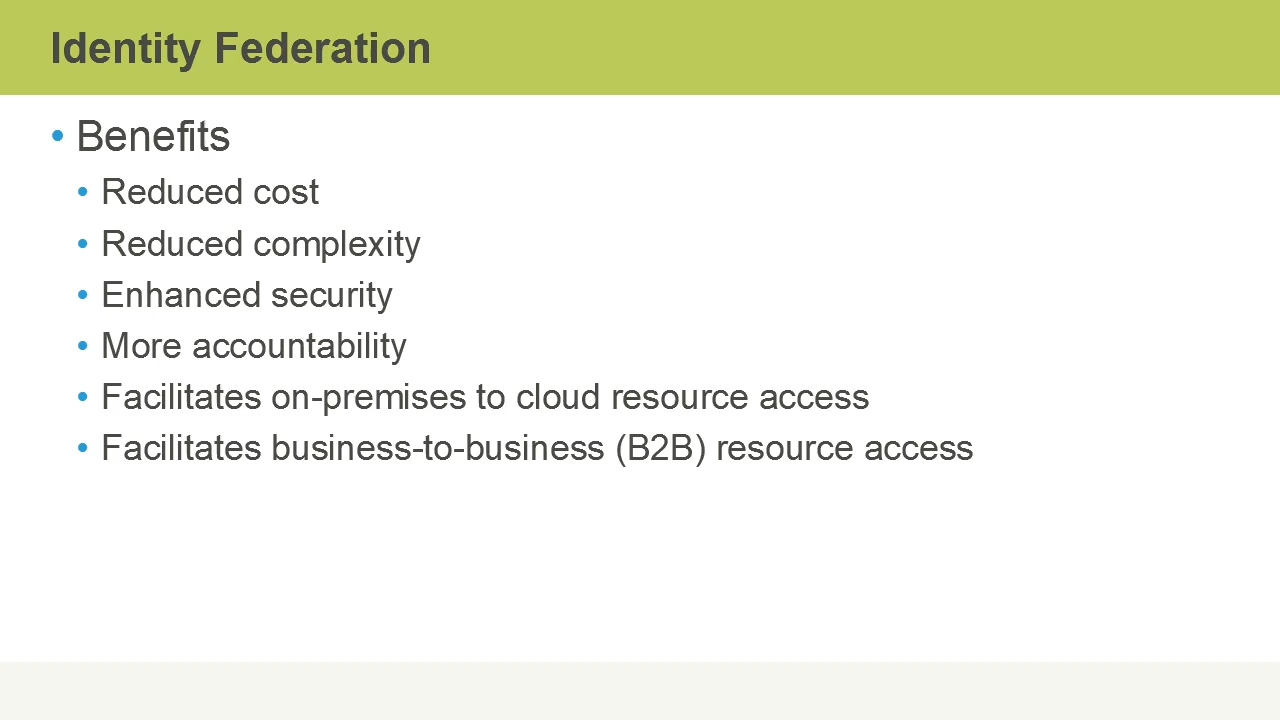 Identity Federation
• Benefits
• Reduced cost
• Reduced complexity
• Enhanced security
• More accountability
• Facilitates on-premises to cloud resource access
• Facilitates business-to-business (B2B) resource access